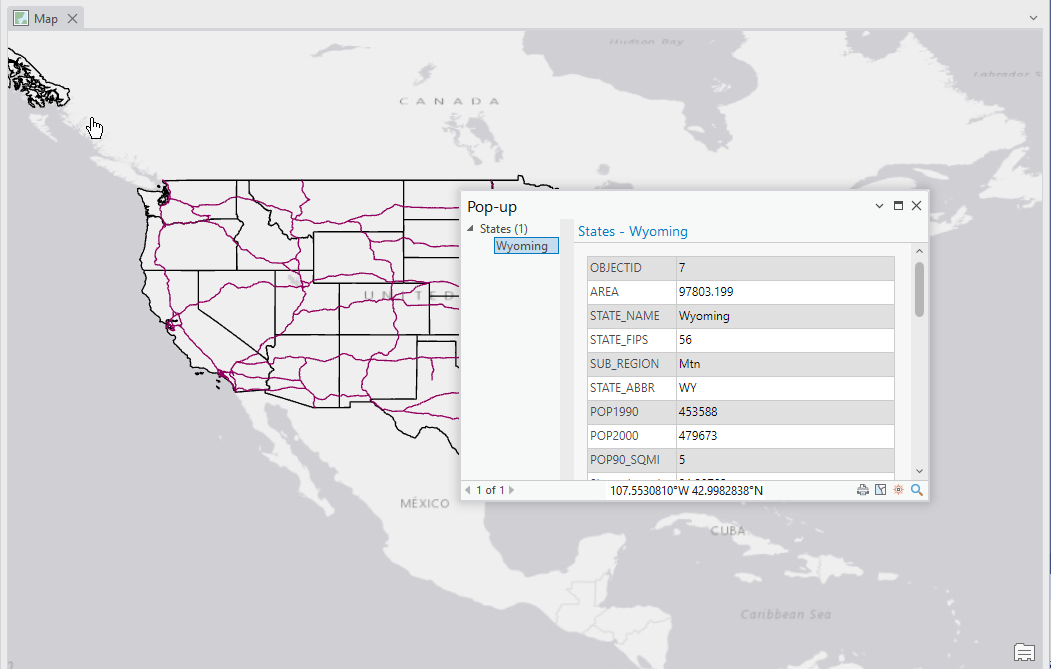 Map
Hudson Bay
CANADA
UNITED
MÉXICO
CUBA
Caribbean Sea
Pop-up
States (1)
Wyoming
States - Wyoming
OBJECTID 7
AREA 97803.199
STATE_NAME Wyoming
STATE_FIPS 56
SUB_REGION Mtn
STATE_ABBR WY
POP1990 453588
POP2000 479673
POP90_SQMI 5
1 of 1
107.5530810°W 42.9982838°N